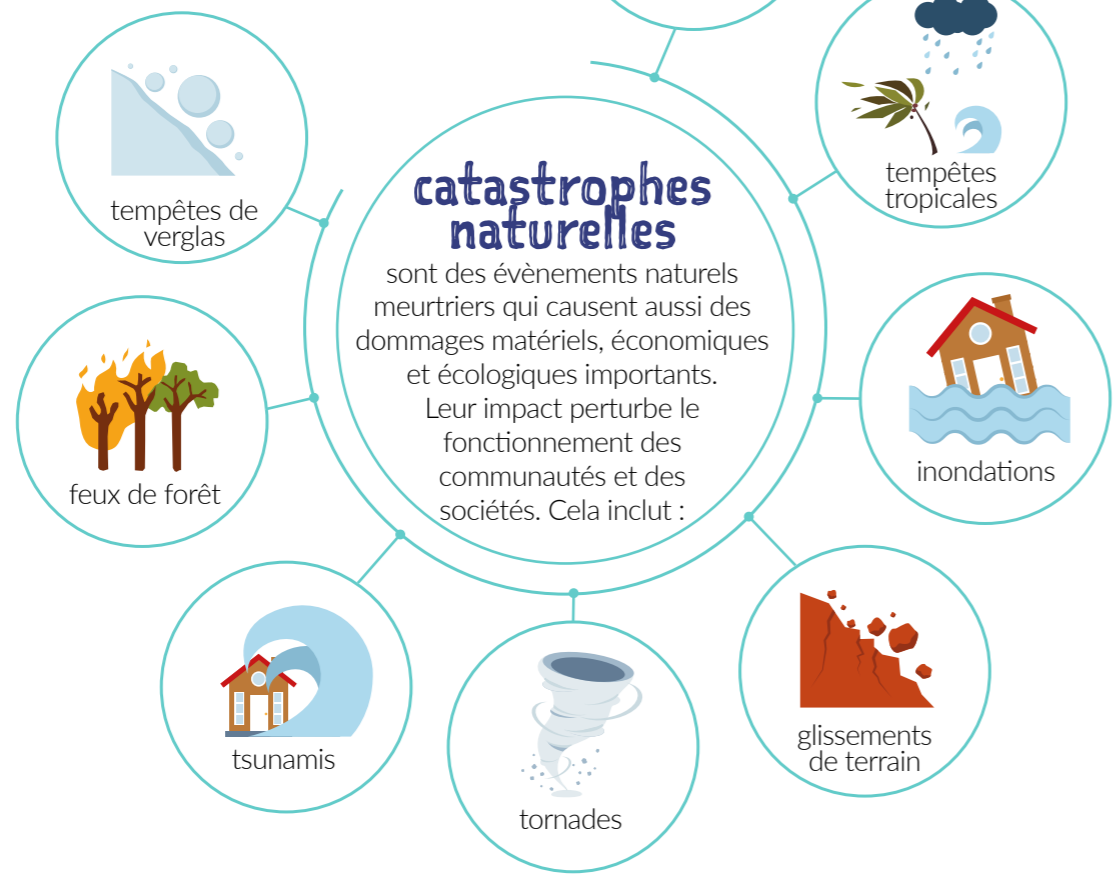 catastrophes
naturelles
sont des évènements naturels
meurtriers qui causent aussi des
dommages matériels, économiques
et écologiques importants.
Leur impact perturbe le
fonctionnement des
communautés et des
sociétés. Cela inclut :
tempêtes
tropicales
inondations
glissements
de terrain
tornades
tsunamis
feux de forêt
tempêtes de
verglas